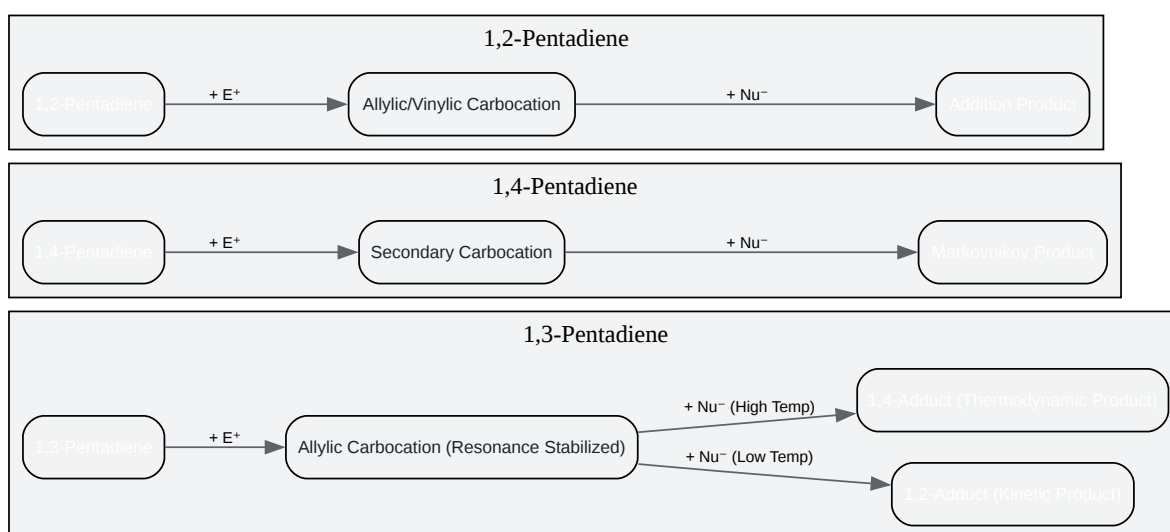 1,2-Pentadiene
1,2-Pentadiene
+ E⁺
Allylic/Vinylic Carbocation
+ Nu⁻
Addition Product
1,4-Pentadiene
1,4-Pentadiene
+ E⁺
Secondary Carbocation
+ Nu⁻
Markovnikov Product
1,3-Pentadiene
1,3-Pentadiene
+ E⁺
Allylic Carbocation (Resonance Stabilized)
+ Nu⁻ (High Temp)
1,4-Adduct (Thermodynamic Product)
+ Nu⁻ (Low Temp)
1,2-Adduct (Kinetic Product)